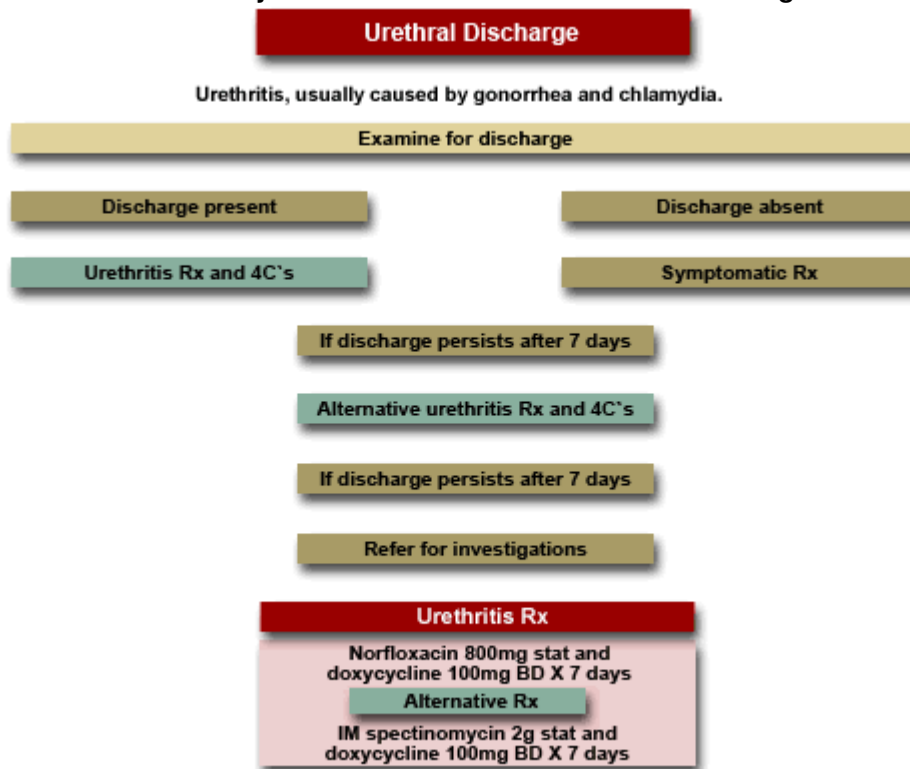 Urethral Discharge
Urethritis, usually caused by gonorrhea and chlamydia.
Examine for discharge
Discharge present
Discharge absent
Urethritis Rx and 4C`s
Symptomatic Rx
If discharge persists after 7 days
Alternative urethritis Rx and 4C`s
If discharge persists after 7 days
Refer for investigations
Urethritis Rx
Norfloxacin 800mg stat and
doxycycline 100mg BD X 7 days
Alternative Rx
IM spectinomycin 2g stat and
doxycycline 100mg BD X 7 days